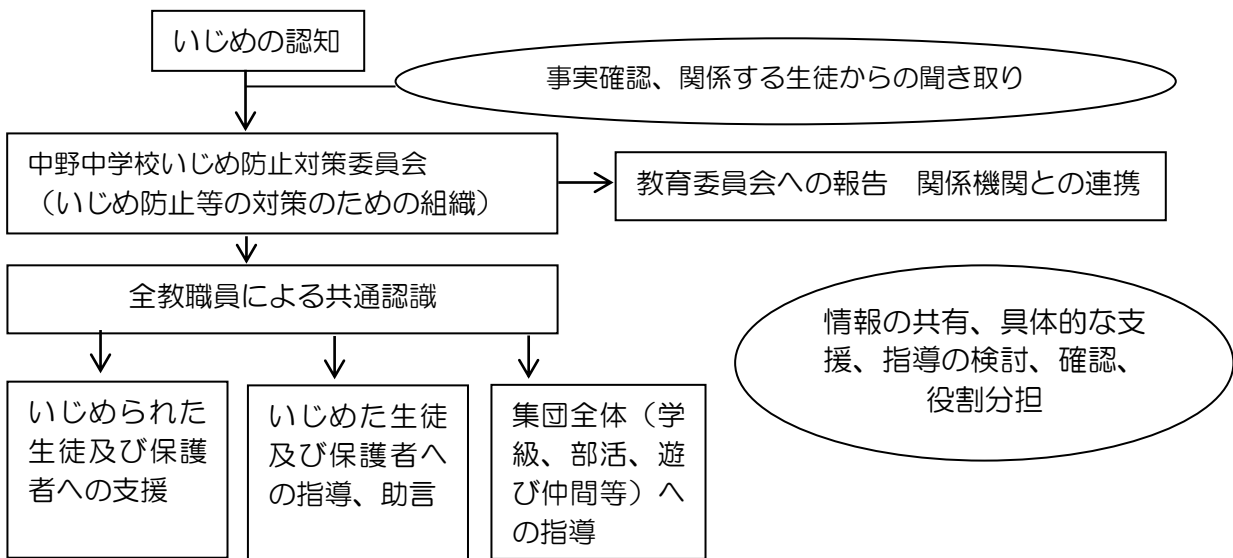 いじめの認知
事実確認、関係する生徒からの聞き取り
中野中学校いじめ防止対策委員会
（いじめ防止等の対策のための組織）
教育委員会への報告　関係機関との連携
全教職員による共通認識
情報の共有、具体的な支
援、指導の検討、確認、
役割分担
いじめられた
生徒及び保護
者への支援
いじめた生徒
及び保護者へ
の指導、助言
集団全体（学
級、部活、遊
び仲間等）へ
の指導